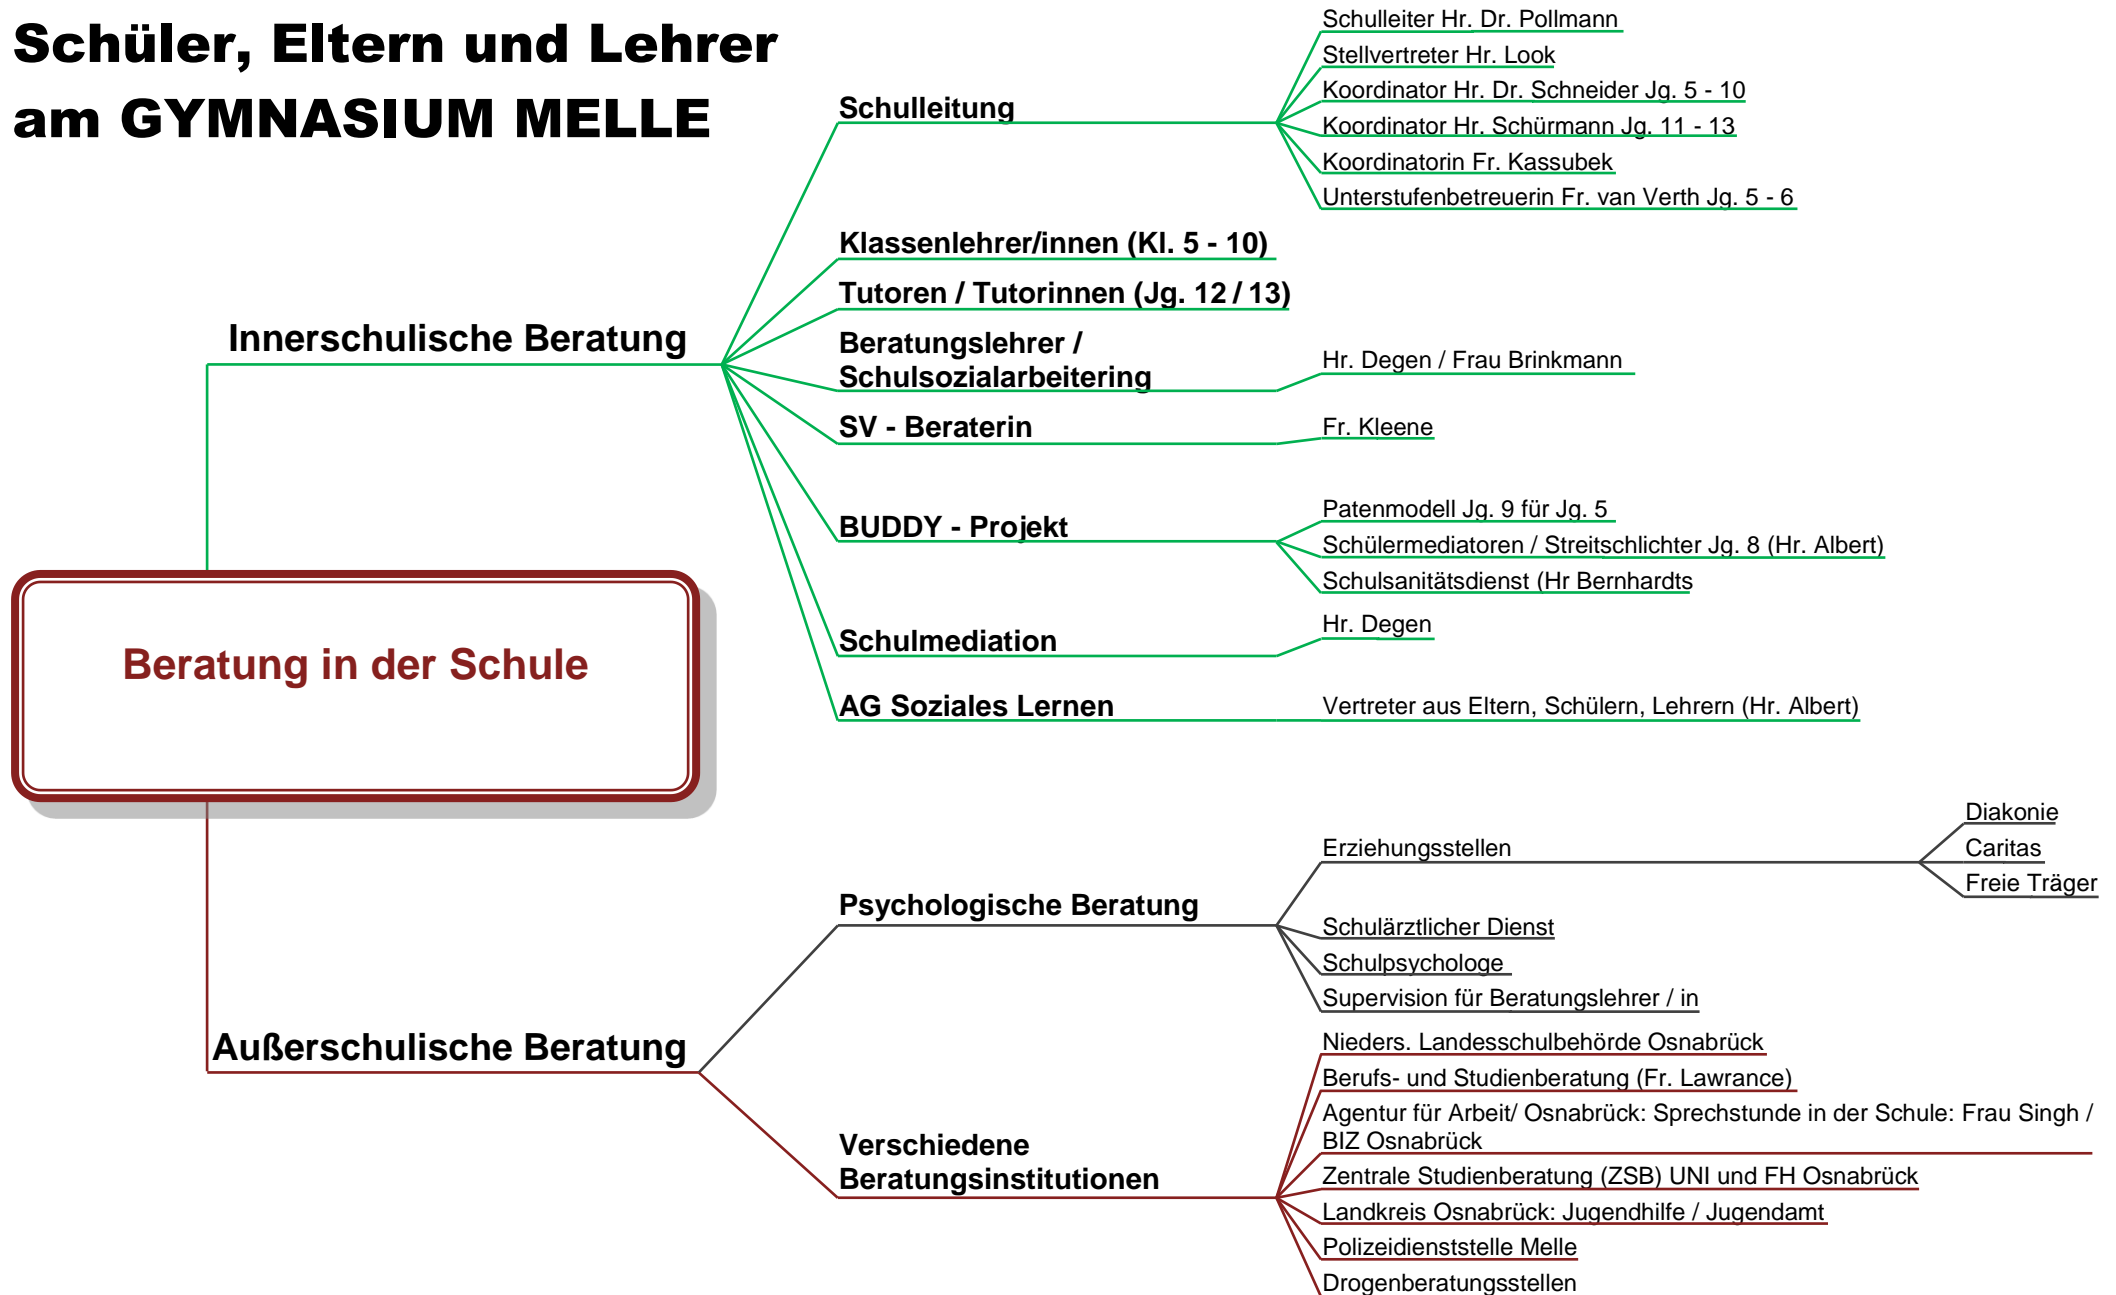 Schüler, Eltern und Lehrer
am GYMNASIUM MELLE
Beratung in der Schule
Innerschulische Beratung
Schulleitung
Schulleiter Hr. Dr. Pollmann
Stellvertreter Hr. Look
Koordinator Hr. Dr. Schneider Jg. 5 - 10
Koordinator Hr. Schürmann Jg. 11 - 13
Koordinatorin Fr. Kassubek
Unterstufenbetreuerin Fr. van Verth Jg. 5 - 6
Klassenlehrer/innen (Kl. 5 - 10)
Tutoren / Tutorinnen (Jg. 12 / 13)
Beratungslehrer /
Schulsozialarbeitering
Hr. Degen / Frau Brinkmann
SV - Beraterin
Fr. Kleene
BUDDY - Projekt
Patenmodell Jg. 9 für Jg. 5
Schülermediatoren / Streitschlichter Jg. 8 (Hr. Albert)
Schulsanitätsdienst (Hr Bernhardts
Schulmediation
Hr. Degen
AG Soziales Lernen
Vertreter aus Eltern, Schülern, Lehrern (Hr. Albert)
Außerschulische Beratung
Psychologische Beratung
Erziehungsstellen
Diakonie
Caritas
Freie Träger
Schulärztlicher Dienst
Schulpsychologe
Supervision für Beratungslehrer / in
Verschiedene
Beratungsinstitutionen
Nieders. Landesschulbehörde Osnabrück
Berufs- und Studienberatung (Fr. Lawrance)
Agentur für Arbeit/ Osnabrück: Sprechstunde in der Schule: Frau Singh /
BIZ Osnabrück
Zentrale Studienberatung (ZSB) UNI und FH Osnabrück
Landkreis Osnabrück: Jugendhilfe / Jugendamt
Polizeidienststelle Melle
Drogenberatungsstellen